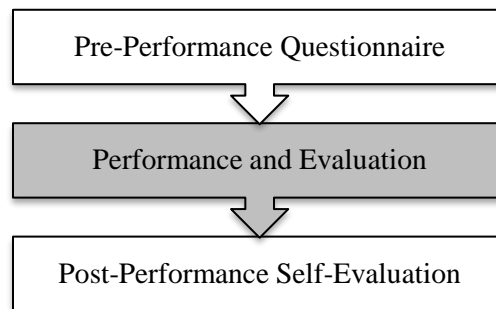 Pre-Performance Questionnaire
Performance and Evaluation
Post-Performance Self-Evaluation